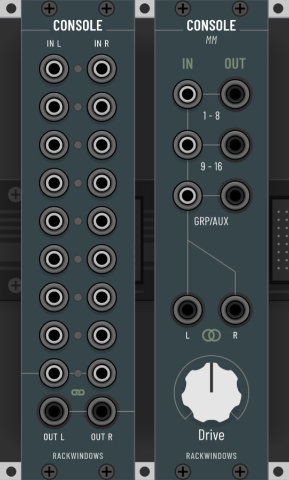 CONSOLE
IN L IN R
OUT L OUT R
RACKWINDOWS
CONSOLE
MM
IN OUT
1 - 8
9 - 16
GRP/AUX
L R
Drive
RACKWINDOWS